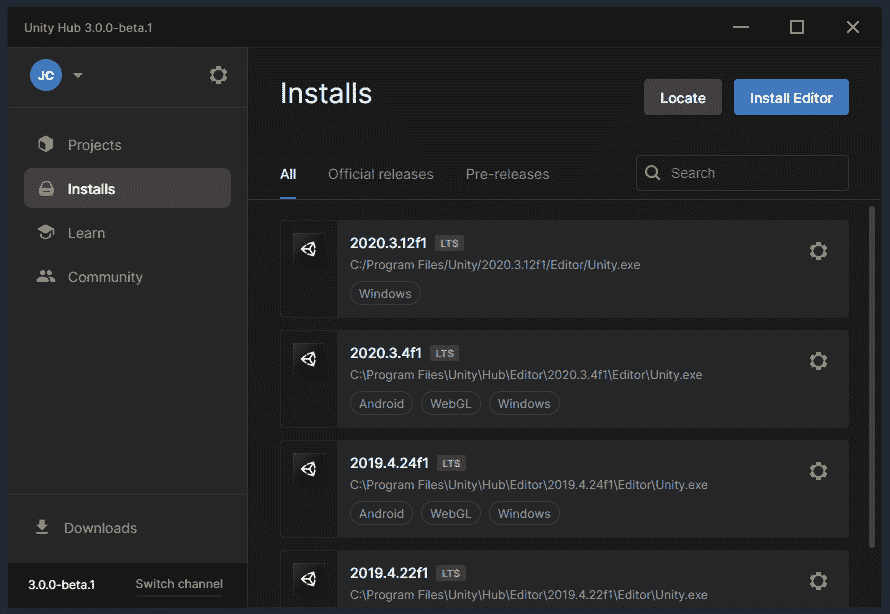 Unity Hub 3.0.0-beta.1
JC
Projects
Installs
Learn
Community
Downloads
3.0.0-beta.1 Switch channel
Installs
Locate Install Editor
All Official releases Pre-releases Search
2020.3.12f1 LTS
C:/Program Files/Unity/2020.3.12f1/Editor/Unity.exe
Windows
2020.3.4f1 LTS
C:\Program Files\Unity\Hub\Editor\2020.3.4f1\Editor\Unity.exe
Android WebGL Windows
2019.4.24f1 LTS
C:\Program Files\Unity\Hub\Editor\2019.4.24f1\Editor\Unity.exe
Android WebGL Windows
2019.4.22f1 LTS
C:\Program Files\Unity\Hub\Editor\2019.4.22f1\Editor\Unity.exe